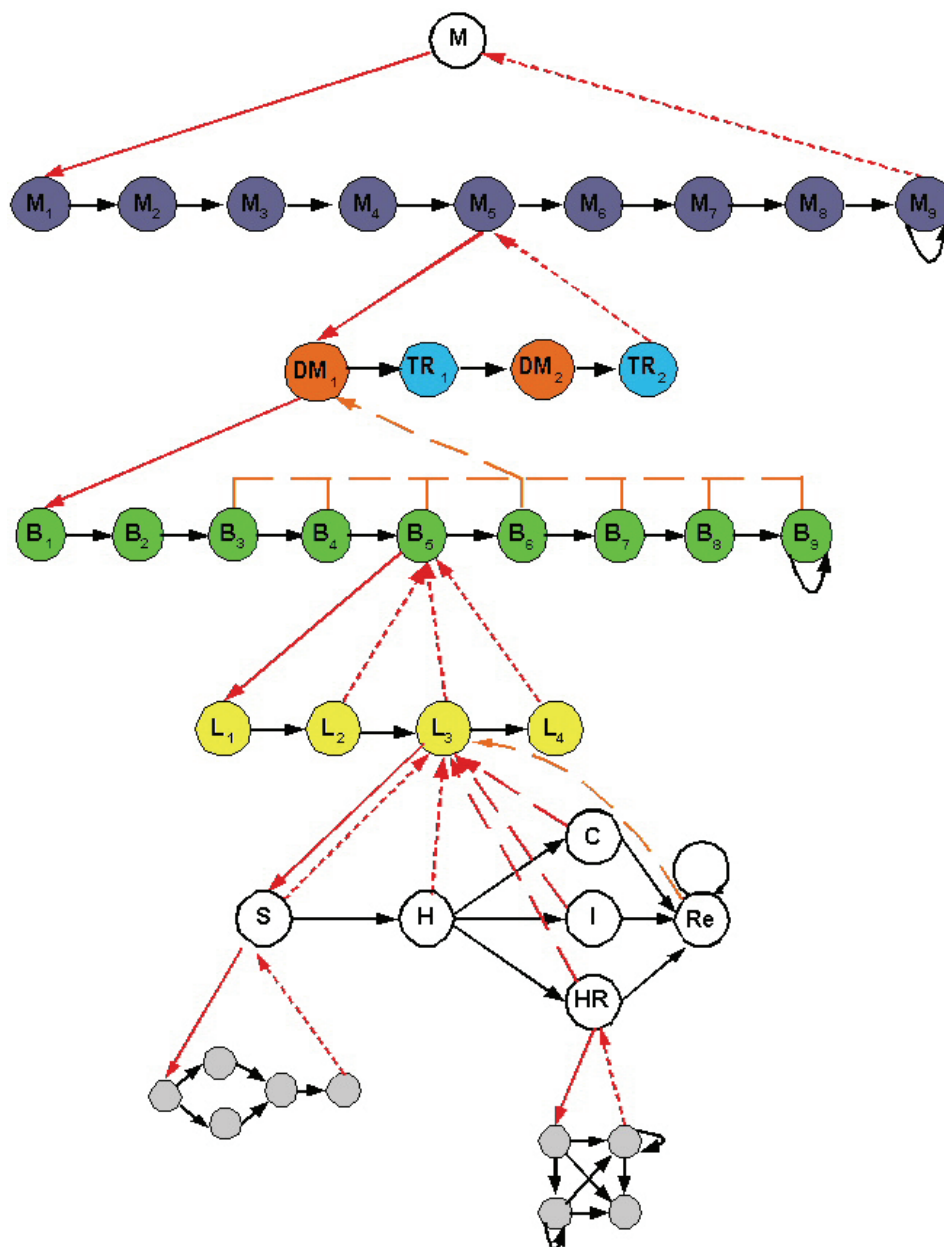 M
M₁ M₂ M₃ M₄ M₅ M₆ M₇ M₈ M₉
DM₁ TR₁ DM₂ TR₂
B₁ B₂ B₃ B₄ B₅ B₆ B₇ B₈ B₉
L₁ L₂ L₃ L₄
C
S H I Re
HR